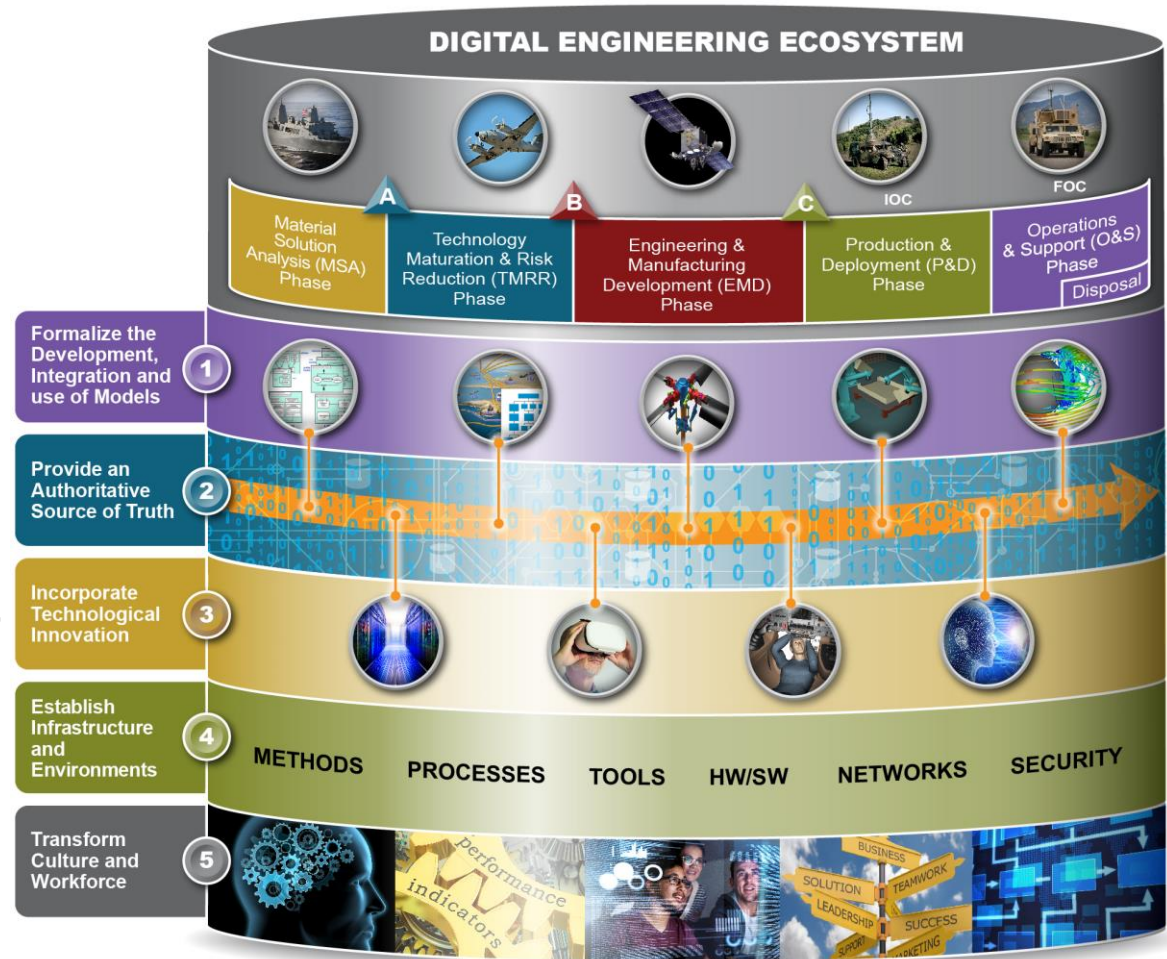 DIGITAL ENGINEERING ECOSYSTEM
A
B
C
IOC
FOC
Material
Solution
Analysis (MSA)
Phase
Technology
Maturation & Risk
Reduction (TMRR)
Phase
Engineering &
Manufacturing
Development (EMD)
Phase
Production &
Deployment (P&D)
Phase
Operations
& Support (O&S)
Phase
Disposal
Formalize the
Development,
Integration and
use of Models
1
Provide an
Authoritative
Source of Truth
2
Incorporate
Technological
Innovation
3
Establish
Infrastructure
and
Environments
4
METHODS
PROCESSES
TOOLS
HW/SW
NETWORKS
SECURITY
Transform
Culture and
Workforce
5
performance
indicators
BUSINESS
SOLUTION
TEAMWORK
LEADERSHIP
SUCCESS
SUPPORT
MARKETING